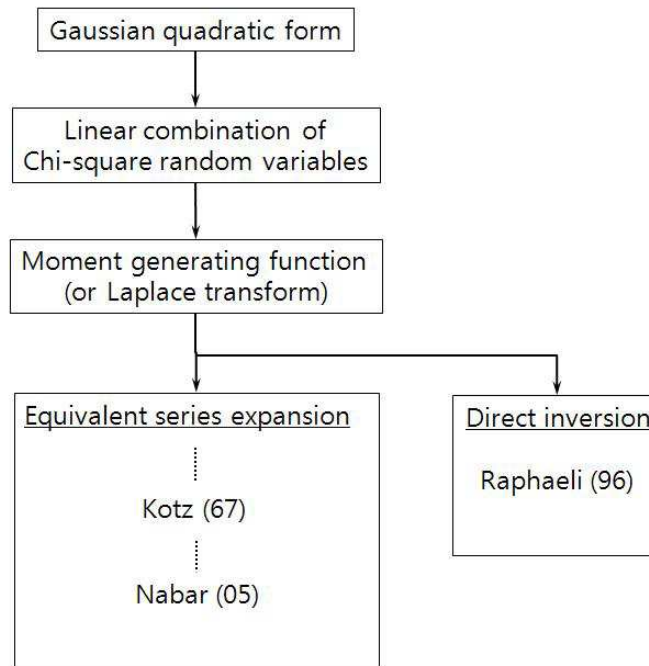 Gaussian quadratic form
Linear combination of
Chi-square random variables
Moment generating function
(or Laplace transform)
Equivalent series expansion
Kotz (67)
Nabar (05)
Direct inversion
Raphaeli (96)